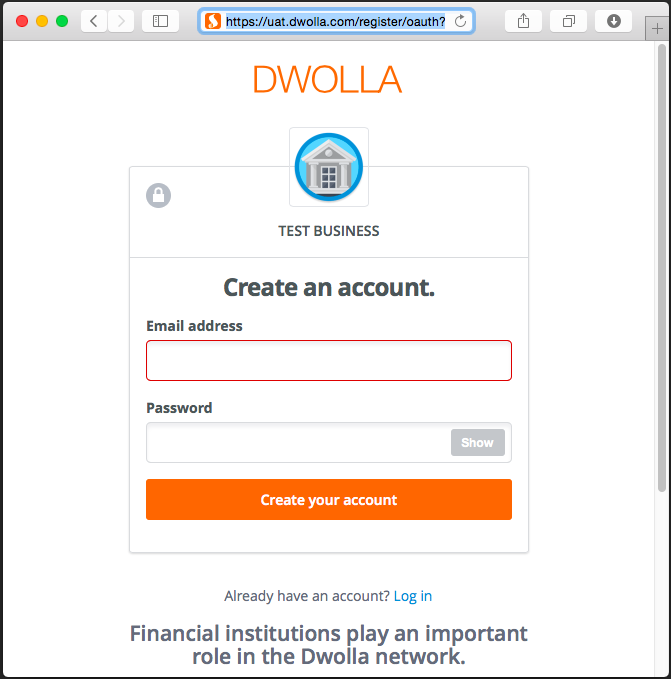 https://uat.dwolla.com/register/oauth?
DWOLLA
TEST BUSINESS
Create an account.
Email address
Password
Show
Create your account
Already have an account? Log in
Financial institutions play an important
role in the Dwolla network.